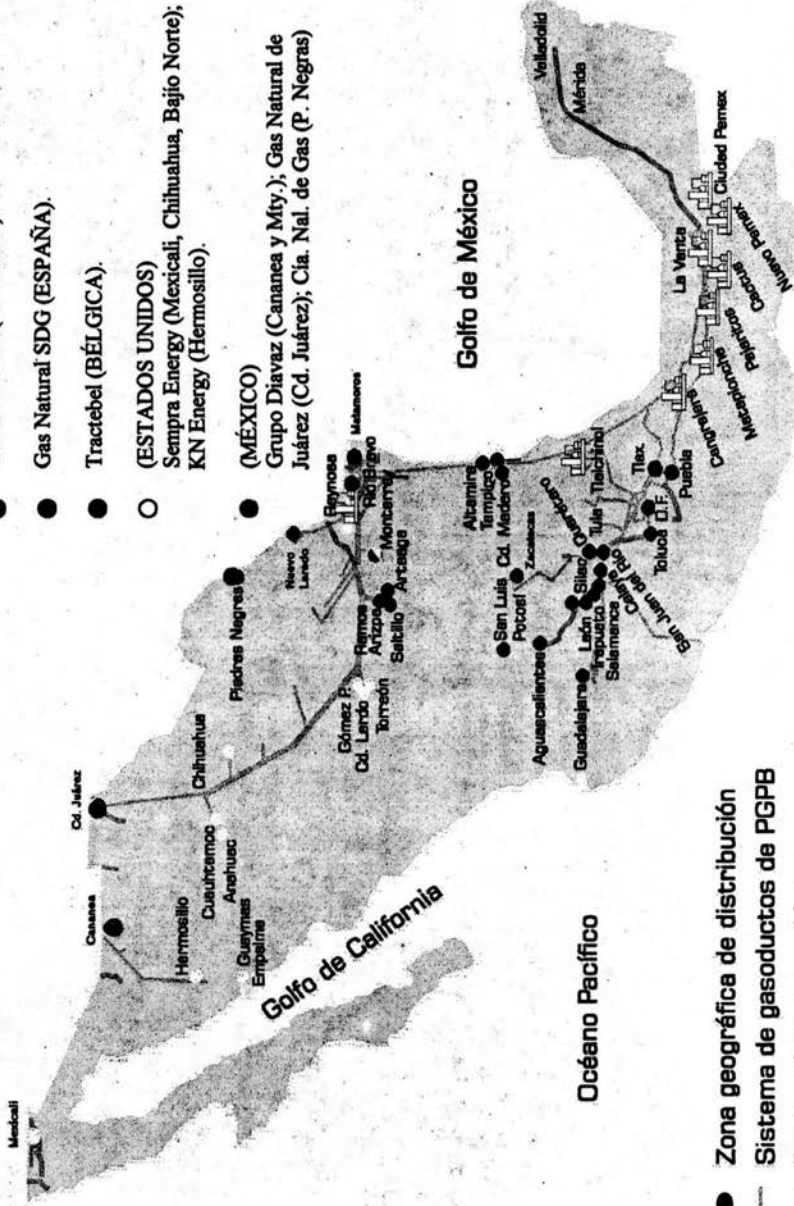 Gas Natural SDG (ESPAÑA).
Tractebel (BÉLGICA).
(ESTADOS UNIDOS)
Sempra Energy (Mexicali, Chihuahua, Bajío Norte);
KN Energy (Hermosillo).
(MÉXICO)
Grupo Diavaz (Cananea y Mty.); Gas Natural de
Juárez (Cd. Juárez); Cia. Nal. de Gas (P. Negras)
Mexicali
Cananea
Cd. Juárez
Hermosillo
Cuauhtemoc
Anahuac
Chihuahua
Guaymas
Empalme
Golfo de California
Piedras Negras
Nuevo
Laredo
Reynosa
Rio Bravo
Matamoros
Monterrey
Gómez P.
Cd. Lerdo
Torreón
Ramos
Arizpe
Saltillo
Arteaga
Golfo de México
Altamira
Tampico
Cd. Madero
San Luis
Potosí
Zacatecas
Aguascalientes
Guadalajara
Silao
León
Irapuato
Salamanca
Celaya
San Juan del Río
Querétaro
Tula
Tlalchinol
Toluca
D.F.
Tlax.
Puebla
Cangrejera
Minatitlán
Pajaritos
La Venta
Cactus
Nuevo Pemex
Ciudad Pemex
Mérida
Valladolid
Océano Pacífico
Zona geográfica de distribución
Sistema de gasoductos de PGPB